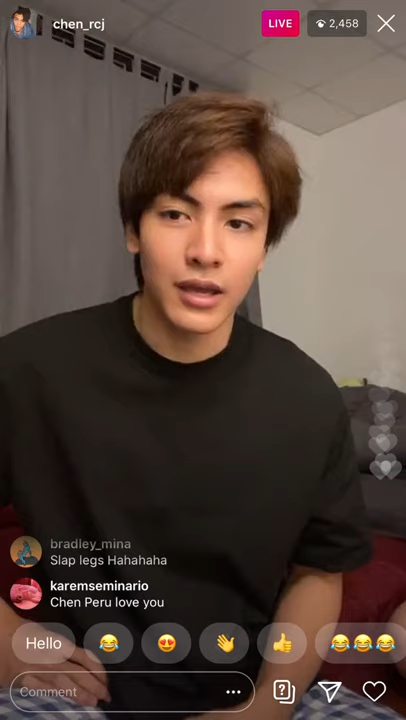 chen_rcj
LIVE
2,458
bradley_mina
Slap legs Hahahaha
karemseminario
Chen Peru love you
Hello
Comment